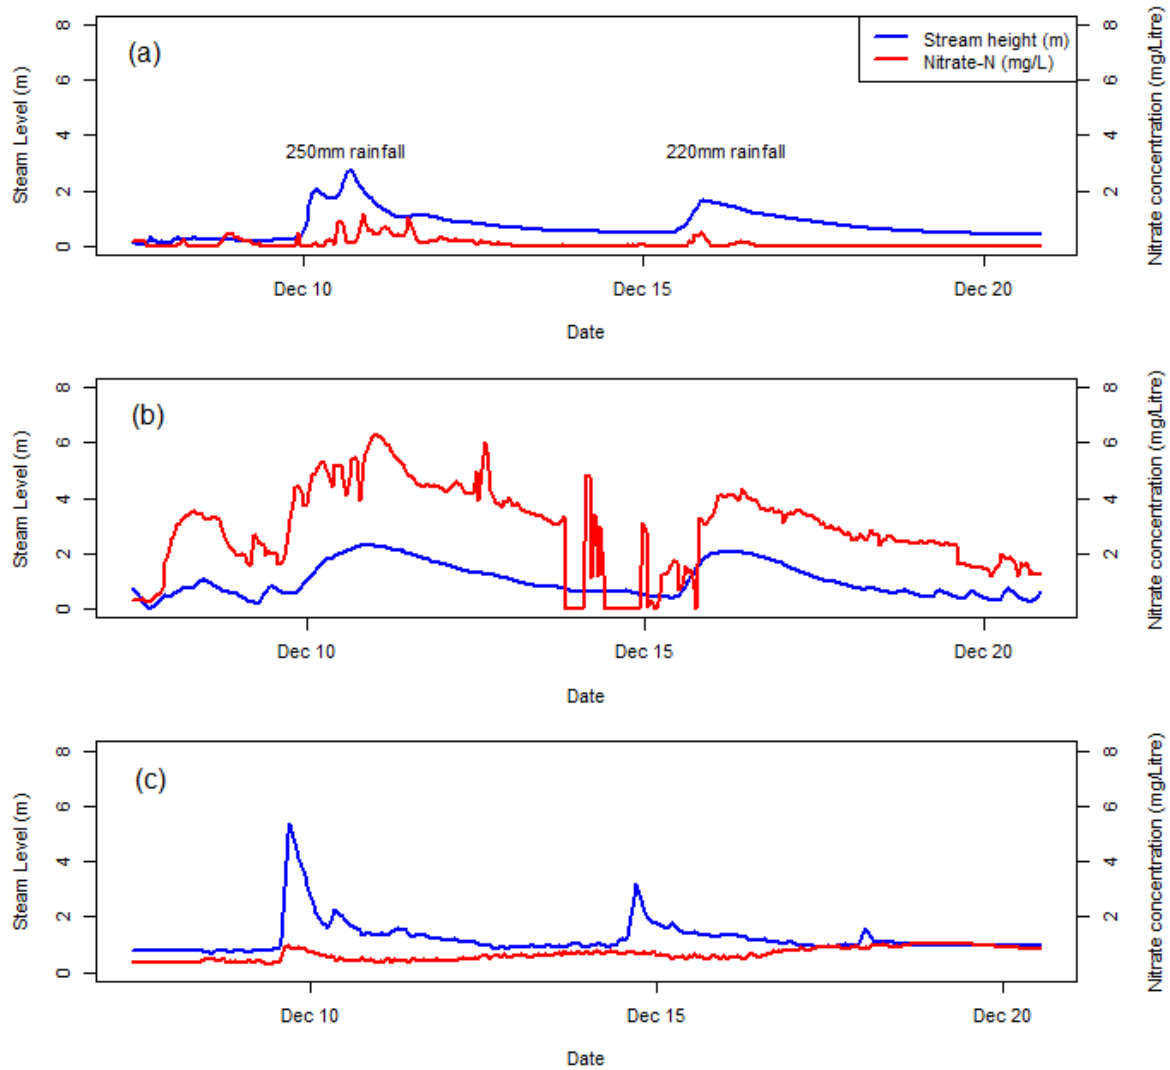 (a)
Stream height (m)
Nitrate-N (mg/L)
250mm rainfall
220mm rainfall
8
6
4
2
0
8
6
4
2
Steam Level (m)
Nitrate concentration (mg/Litre)
Dec 10
Dec 15
Dec 20
Date
(b)
8
6
4
2
0
8
6
4
2
Steam Level (m)
Nitrate concentration (mg/Litre)
Dec 10
Dec 15
Dec 20
Date
(c)
8
6
4
2
0
8
6
4
2
Steam Level (m)
Nitrate concentration (mg/Litre)
Dec 10
Dec 15
Dec 20
Date